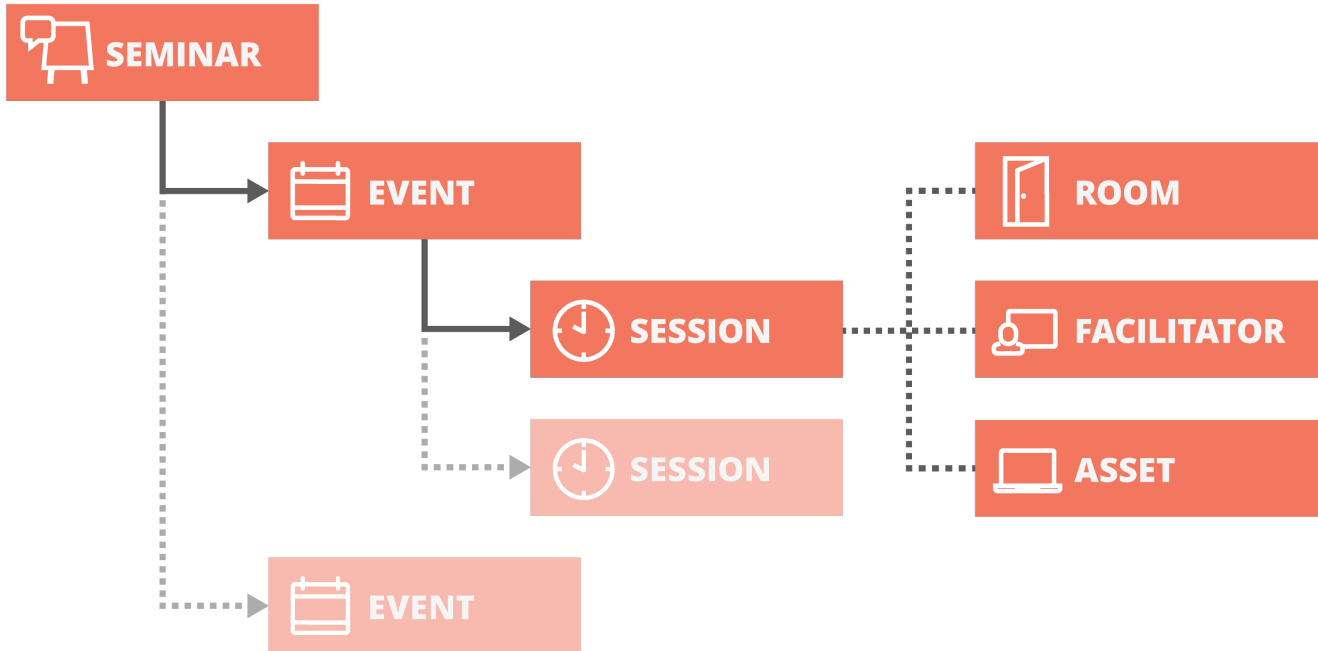 SEMINAR
EVENT
ROOM
SESSION
FACILITATOR
SESSION
ASSET
EVENT